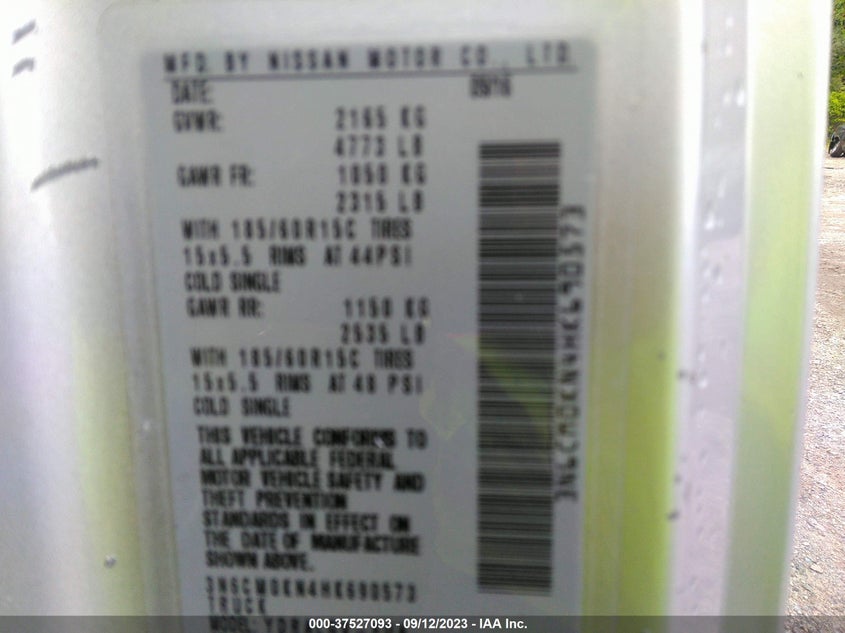 MFD. BY NISSAN MOTOR CO., LTD.
DATE: 09/16
GVWR: 2165 KG
4773 LB
GAWR FR: 1050 KG
2315 LB
WITH 185/60R15C TIRES
15x5.5 RIMS AT 44PSI
COLD SINGLE
GAWR RR: 1150 KG
2535 LB
WITH 185/60R15C TIRES
15x5.5 RIMS AT 48 PSI
COLD SINGLE
THIS VEHICLE CONFORMS TO
ALL APPLICABLE FEDERAL
MOTOR VEHICLE SAFETY AND
THEFT PREVENTION
STANDARDS IN EFFECT ON
THE DATE OF MANUFACTURE
SHOWN ABOVE.
3N6CM0KN4HK690573
TRUCK
MODEL:
3N6CM0KN4HK690573
000-37527093 - 09/12/2023 - IAA Inc.